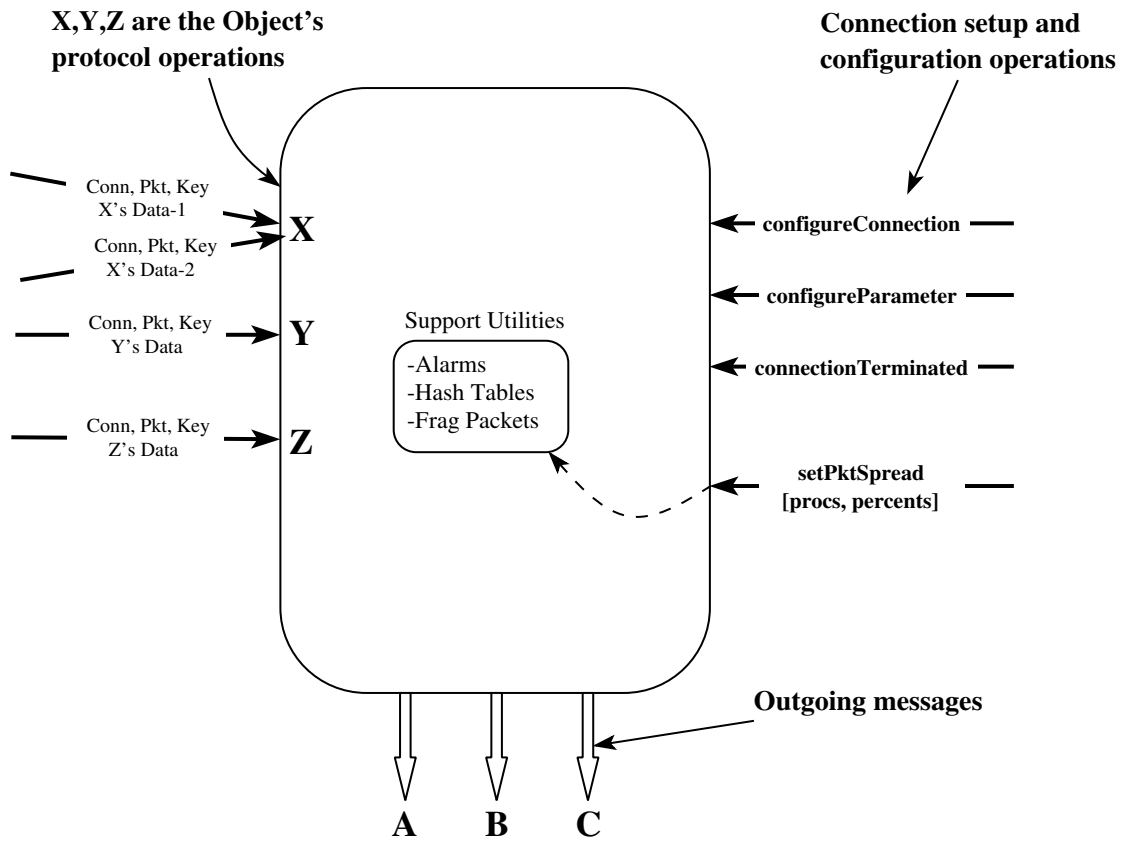 X,Y,Z are the Object's
protocol operations
Connection setup and
configuration operations
Conn, Pkt, Key
X's Data-1
X
Conn, Pkt, Key
X's Data-2
Conn, Pkt, Key
Y's Data
Y
Conn, Pkt, Key
Z's Data
Z
Support Utilities
-Alarms
-Hash Tables
-Frag Packets
configureConnection
configureParameter
connectionTerminated
setPktSpread
[procs, percents]
Outgoing messages
A B C